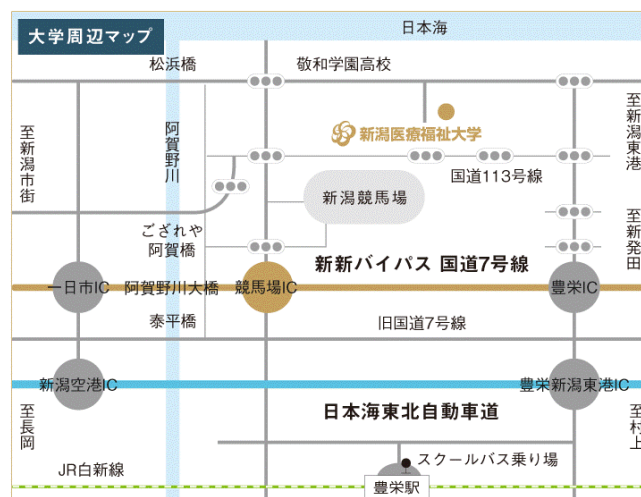 大学周辺マップ
日本海
松浜橋
敬和学園高校
至新潟市街
阿賀野川
至新潟東港
新潟医療福祉大学
国道113号線
新潟競馬場
ござれや
阿賀橋
至新発田
新新バイパス 国道7号線
一日市IC
阿賀野川大橋
競馬場IC
豊栄IC
泰平橋
旧国道7号線
新潟空港IC
豊栄新潟東港IC
至長岡
日本海東北自動車道
至村上
JR白新線
スクールバス乗り場
豊栄駅